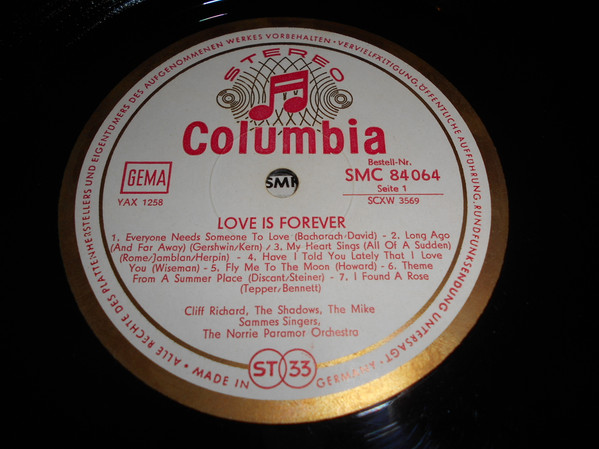 ALLE RECHTE DES PLATTENHERSTELLERS UND EIGENTÜMERS DES AUFGENOMMENEN WERKES VORBEHALTEN · VERVIELFÄLTIGUNG, ÖFFENTLICHE AUFFÜHRUNG, RUNDFUNKSENDUNG UNTERSAGT ·
STEREO
Columbia
GEMA
YAX 1258
SMR
Bestell-Nr.
SMC 84 064
Seite 1
SCXW 3569
LOVE IS FOREVER
1. Everyone Needs Someone To Love (Bacharach-David) - 2. Long Ago
(And Far Away) (Gershwin/Kern) / 3. My Heart Sings (All Of A Sudden)
(Rome/Jamblan/Herpin) - 4. Have I Told You Lately That I Love
You (Wiseman) - 5. Fly Me To The Moon (Howard) - 6. Theme
From A Summer Place (Discant/Steiner) - 7. I Found A Rose
(Tepper/Bennett)
Cliff Richard, The Shadows, The Mike
Sammes Singers,
The Norrie Paramor Orchestra
MADE IN ST 33 GERMANY